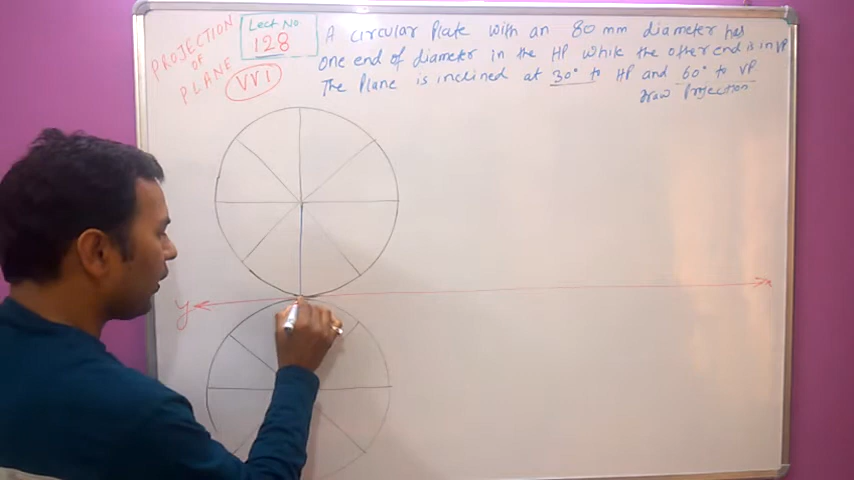 PROJECTION
OF
PLANE
Lect No.
128
VVI
A circular Plate with an 80 mm diameter has
one end of diameter in the HP while the other end is in VP
The Plane is inclined at 30° to HP and 60° to VP
Draw Projection
y
x